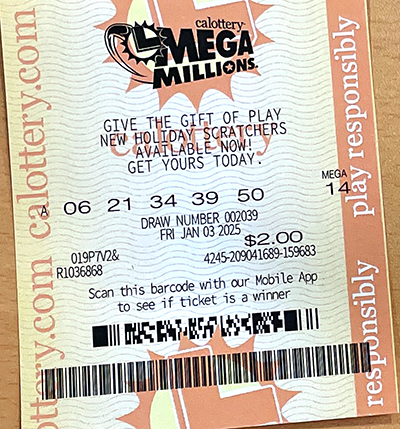 calottery
MEGA
MILLIONS
GIVE THE GIFT OF PLAY
NEW HOLIDAY SCRATCHERS
AVAILABLE NOW!
GET YOURS TODAY.
MEGA
A 06 21 34 39 50 14
DRAW NUMBER 002039
FRI JAN 03 2025
$2.00
019P7V2& 4245-209041689-159683
R1036868
Scan this barcode with our Mobile App
to see if ticket is a winner
calottery.com calottery.com
play responsibly
responsibly